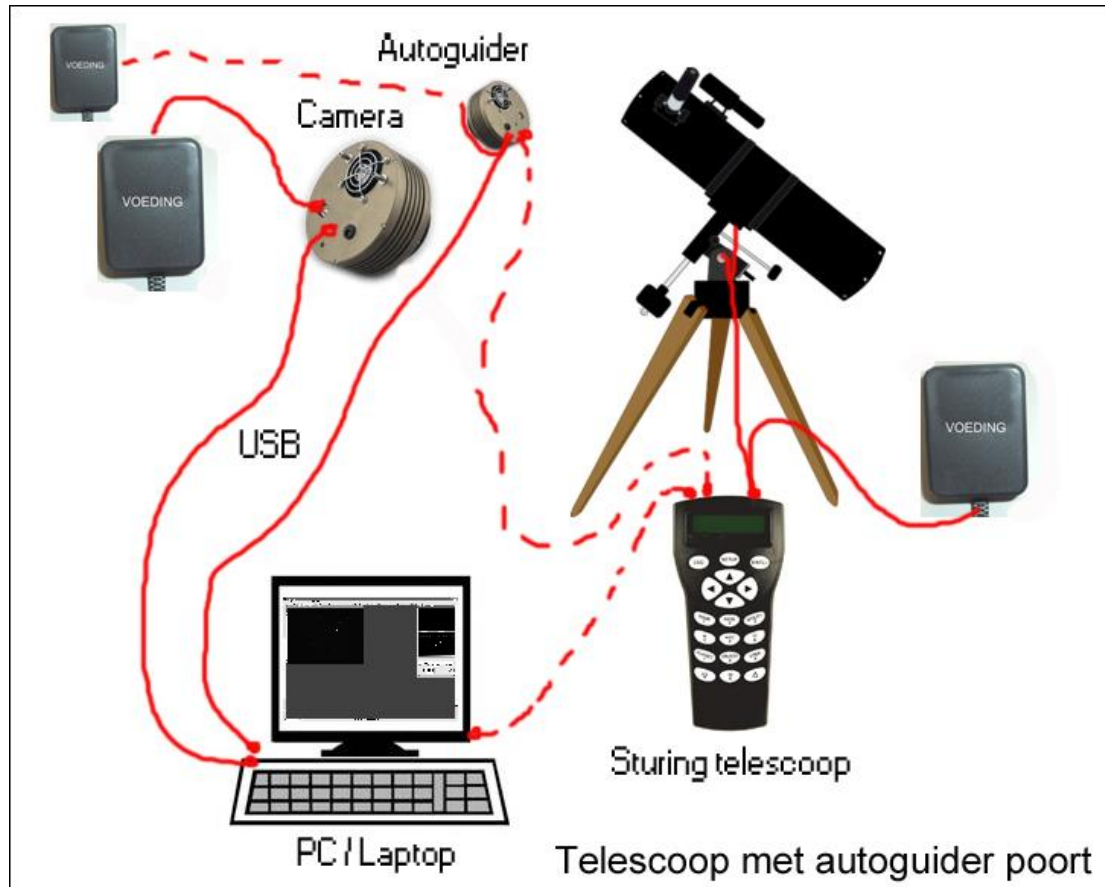 VOEDING
Autoguider
Camera
VOEDING
VOEDING
USB
Sturing telescoop
PC / Laptop
Telescoop met autoguider poort